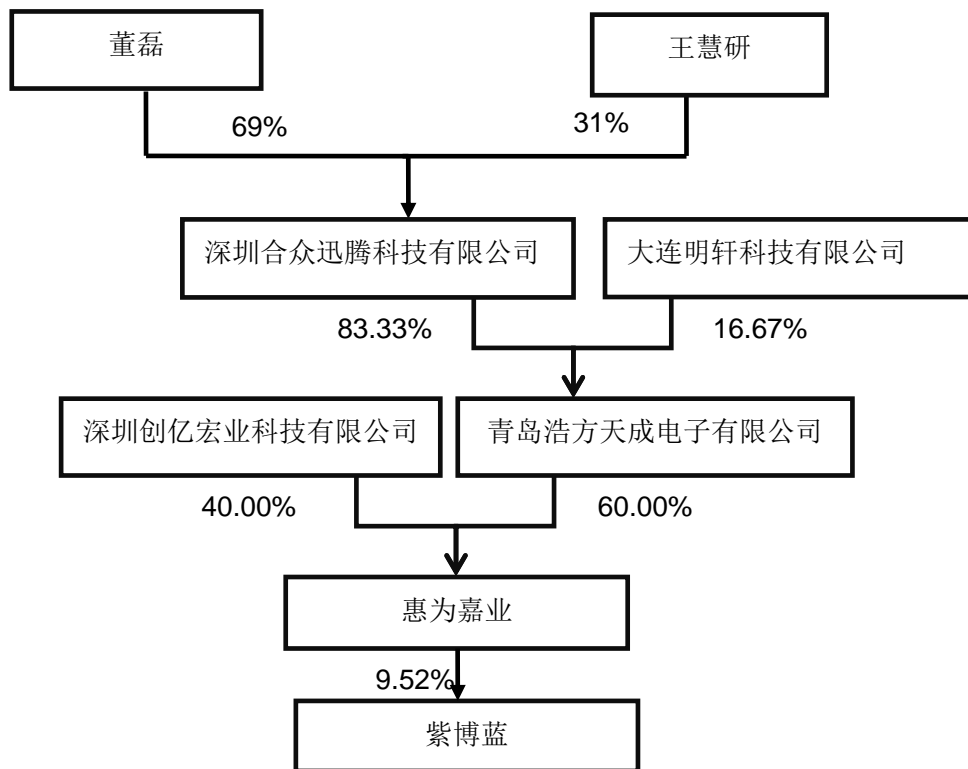 董磊
王慧研
69%
31%
深圳合众迅腾科技有限公司
大连明轩科技有限公司
83.33%
16.67%
深圳创亿宏业科技有限公司
青岛浩方天成电子有限公司
40.00%
60.00%
惠为嘉业
9.52%
紫博蓝